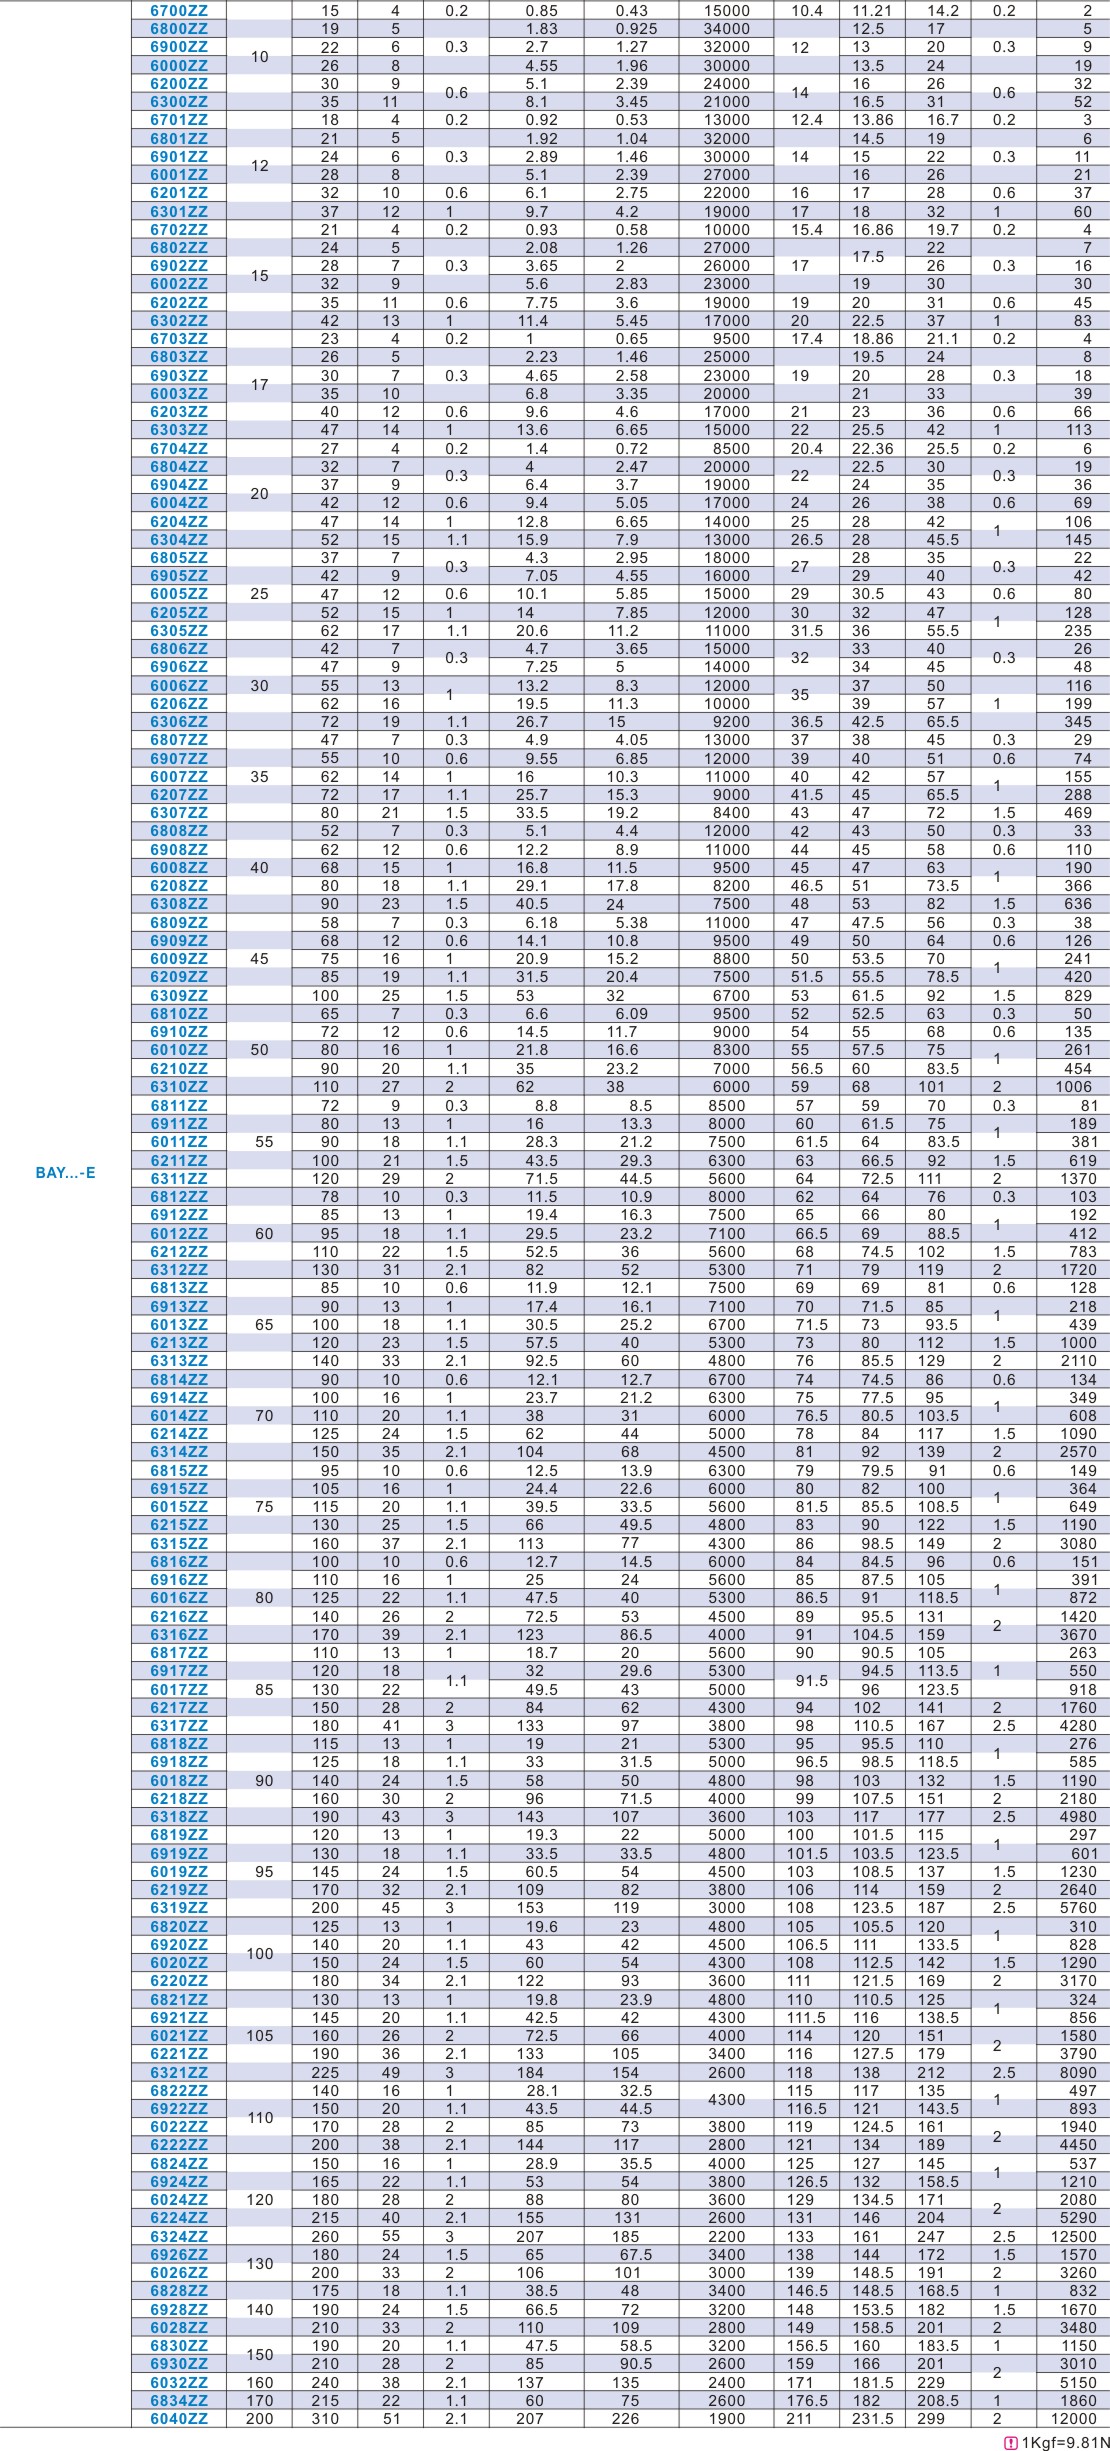 6700ZZ 15 4 0.2 0.85 0.43 15000 10.4 11.21 14.2 0.2 2
6800ZZ 19 5 1.83 0.925 34000 12.5 17 5
6900ZZ 22 6 0.3 2.7 1.27 32000 12 13 20 0.3 9
10
6000ZZ 26 8 4.55 1.96 30000 13.5 24 19
6200ZZ 30 9 5.1 2.39 24000 16 26 32
0.6 14 0.6
6300ZZ 35 11 8.1 3.45 21000 16.5 31 52
6701ZZ 18 4 0.2 0.92 0.53 13000 12.4 13.86 16.7 0.2 3
6801ZZ 21 5 1.92 1.04 32000 14.5 19 6
6901ZZ 24 6 0.3 2.89 1.46 30000 14 15 22 0.3 11
12
6001ZZ 28 8 5.1 2.39 27000 16 26 21
6201ZZ 32 10 0.6 6.1 2.75 22000 16 17 28 0.6 37
6301ZZ 37 12 1 9.7 4.2 19000 17 18 32 1 60
6702ZZ 21 4 0.2 0.93 0.58 10000 15.4 16.86 19.7 0.2 4
6802ZZ 24 5 2.08 1.26 27000 22 7
17.5
6902ZZ 28 7 0.3 3.65 2 26000 17 26 0.3 16
15
6002ZZ 32 9 5.6 2.83 23000 19 30 30
6202ZZ 35 11 0.6 7.75 3.6 19000 19 20 31 0.6 45
6302ZZ 42 13 1 11.4 5.45 17000 20 22.5 37 1 83
6703ZZ 23 4 0.2 1 0.65 9500 17.4 18.86 21.1 0.2 4
6803ZZ 26 5 2.23 1.46 25000 19.5 24 8
6903ZZ 30 7 0.3 4.65 2.58 23000 19 20 28 0.3 18
17
6003ZZ 35 10 6.8 3.35 20000 21 33 39
6203ZZ 40 12 0.6 9.6 4.6 17000 21 23 36 0.6 66
6303ZZ 47 14 1 13.6 6.65 15000 22 25.5 42 1 113
6704ZZ 27 4 0.2 1.4 0.72 8500 20.4 22.36 25.5 0.2 6
6804ZZ 32 7 4 2.47 20000 22.5 30 19
0.3 22 0.3
6904ZZ 37 9 6.4 3.7 19000 24 35 36
20
6004ZZ 42 12 0.6 9.4 5.05 17000 24 26 38 0.6 69
6204ZZ 47 14 1 12.8 6.65 14000 25 28 42 106
1
6304ZZ 52 15 1.1 15.9 7.9 13000 26.5 28 45.5 145
6805ZZ 37 7 4.3 2.95 18000 28 35 22
0.3 27 0.3
6905ZZ 42 9 7.05 4.55 16000 29 40 42
6005ZZ 25 47 12 0.6 10.1 5.85 15000 29 30.5 43 0.6 80
6205ZZ 52 15 1 14 7.85 12000 30 32 47 128
1
6305ZZ 62 17 1.1 20.6 11.2 11000 31.5 36 55.5 235
6806ZZ 42 7 4.7 3.65 15000 33 40 26
0.3 32 0.3
6906ZZ 47 9 7.25 5 14000 34 45 48
6006ZZ 30 55 13 13.2 8.3 12000 37 50 116
1 35
6206ZZ 62 16 19.5 11.3 10000 39 57 1 199
6306ZZ 72 19 1.1 26.7 15 9200 36.5 42.5 65.5 345
6807ZZ 47 7 0.3 4.9 4.05 13000 37 38 45 0.3 29
6907ZZ 55 10 0.6 9.55 6.85 12000 39 40 51 0.6 74
6007ZZ 35 62 14 1 16 10.3 11000 40 42 57 155
1
6207ZZ 72 17 1.1 25.7 15.3 9000 41.5 45 65.5 288
6307ZZ 80 21 1.5 33.5 19.2 8400 43 47 72 1.5 469
6808ZZ 52 7 0.3 5.1 4.4 12000 42 43 50 0.3 33
6908ZZ 62 12 0.6 12.2 8.9 11000 44 45 58 0.6 110
6008ZZ 40 68 15 1 16.8 11.5 9500 45 47 63 190
1
6208ZZ 80 18 1.1 29.1 17.8 8200 46.5 51 73.5 366
6308ZZ 90 23 1.5 40.5 24 7500 48 53 82 1.5 636
6809ZZ 58 7 0.3 6.18 5.38 11000 47 47.5 56 0.3 38
6909ZZ 68 12 0.6 14.1 10.8 9500 49 50 64 0.6 126
6009ZZ 45 75 16 1 20.9 15.2 8800 50 53.5 70 241
1
6209ZZ 85 19 1.1 31.5 20.4 7500 51.5 55.5 78.5 420
6309ZZ 100 25 1.5 53 32 6700 53 61.5 92 1.5 829
6810ZZ 65 7 0.3 6.6 6.09 9500 52 52.5 63 0.3 50
6910ZZ 72 12 0.6 14.5 11.7 9000 54 55 68 0.6 135
6010ZZ 50 80 16 1 21.8 16.6 8300 55 57.5 75 261
1
6210ZZ 90 20 1.1 35 23.2 7000 56.5 60 83.5 454
6310ZZ 110 27 2 62 38 6000 59 68 101 2 1006
6811ZZ 72 9 0.3 8.8 8.5 8500 57 59 70 0.3 81
6911ZZ 80 13 1 16 13.3 8000 60 61.5 75 189
1
6011ZZ 55 90 18 1.1 28.3 21.2 7500 61.5 64 83.5 381
6211ZZ 100 21 1.5 43.5 29.3 6300 63 66.5 92 1.5 619
BAY...-E
6311ZZ 120 29 2 71.5 44.5 5600 64 72.5 111 2 1370
6812ZZ 78 10 0.3 11.5 10.9 8000 62 64 76 0.3 103
6912ZZ 85 13 1 19.4 16.3 7500 65 66 80 192
1
6012ZZ 60 95 18 1.1 29.5 23.2 7100 66.5 69 88.5 412
6212ZZ 110 22 1.5 52.5 36 5600 68 74.5 102 1.5 783
6312ZZ 130 31 2.1 82 52 5300 71 79 119 2 1720
6813ZZ 85 10 0.6 11.9 12.1 7500 69 69 81 0.6 128
6913ZZ 90 13 1 17.4 16.1 7100 70 71.5 85 218
1
6013ZZ 65 100 18 1.1 30.5 25.2 6700 71.5 73 93.5 439
6213ZZ 120 23 1.5 57.5 40 5300 73 80 112 1.5 1000
6313ZZ 140 33 2.1 92.5 60 4800 76 85.5 129 2 2110
6814ZZ 90 10 0.6 12.1 12.7 6700 74 74.5 86 0.6 134
6914ZZ 100 16 1 23.7 21.2 6300 75 77.5 95 349
1
6014ZZ 70 110 20 1.1 38 31 6000 76.5 80.5 103.5 608
6214ZZ 125 24 1.5 62 44 5000 78 84 117 1.5 1090
6314ZZ 150 35 2.1 104 68 4500 81 92 139 2 2570
6815ZZ 95 10 0.6 12.5 13.9 6300 79 79.5 91 0.6 149
6915ZZ 105 16 1 24.4 22.6 6000 80 82 100 364
1
6015ZZ 75 115 20 1.1 39.5 33.5 5600 81.5 85.5 108.5 649
6215ZZ 130 25 1.5 66 49.5 4800 83 90 122 1.5 1190
6315ZZ 160 37 2.1 113 77 4300 86 98.5 149 2 3080
6816ZZ 100 10 0.6 12.7 14.5 6000 84 84.5 96 0.6 151
6916ZZ 110 16 1 25 24 5600 85 87.5 105 391
1
6016ZZ 80 125 22 1.1 47.5 40 5300 86.5 91 118.5 872
6216ZZ 140 26 2 72.5 53 4500 89 95.5 131 1420
2
6316ZZ 170 39 2.1 123 86.5 4000 91 104.5 159 3670
6817ZZ 110 13 1 18.7 20 5600 90 90.5 105 263
6917ZZ 120 18 32 29.6 5300 94.5 113.5 1 550
1.1 91.5
6017ZZ 85 130 22 49.5 43 5000 96 123.5 918
6217ZZ 150 28 2 84 62 4300 94 102 141 2 1760
6317ZZ 180 41 3 133 97 3800 98 110.5 167 2.5 4280
6818ZZ 115 13 1 19 21 5300 95 95.5 110 276
1
6918ZZ 125 18 1.1 33 31.5 5000 96.5 98.5 118.5 585
6018ZZ 90 140 24 1.5 58 50 4800 98 103 132 1.5 1190
6218ZZ 160 30 2 96 71.5 4000 99 107.5 151 2 2180
6318ZZ 190 43 3 143 107 3600 103 117 177 2.5 4980
6819ZZ 120 13 1 19.3 22 5000 100 101.5 115 297
1
6919ZZ 130 18 1.1 33.5 33.5 4800 101.5 103.5 123.5 601
6019ZZ 95 145 24 1.5 60.5 54 4500 103 108.5 137 1.5 1230
6219ZZ 170 32 2.1 109 82 3800 106 114 159 2 2640
6319ZZ 200 45 3 153 119 3000 108 123.5 187 2.5 5760
6820ZZ 125 13 1 19.6 23 4800 105 105.5 120 310
1
6920ZZ 140 20 1.1 43 42 4500 106.5 111 133.5 828
100
6020ZZ 150 24 1.5 60 54 4300 108 112.5 142 1.5 1290
6220ZZ 180 34 2.1 122 93 3600 111 121.5 169 2 3170
6821ZZ 130 13 1 19.8 23.9 4800 110 110.5 125 324
1
6921ZZ 145 20 1.1 42.5 42 4300 111.5 116 138.5 856
6021ZZ 105 160 26 2 72.5 66 4000 114 120 151 1580
2
6221ZZ 190 36 2.1 133 105 3400 116 127.5 179 3790
6321ZZ 225 49 3 184 154 2600 118 138 212 2.5 8090
6822ZZ 140 16 1 28.1 32.5 115 117 135 497
4300 1
6922ZZ 150 20 1.1 43.5 44.5 116.5 121 143.5 893
110
6022ZZ 170 28 2 85 73 3800 119 124.5 161 1940
2
6222ZZ 200 38 2.1 144 117 2800 121 134 189 4450
6824ZZ 150 16 1 28.9 35.5 4000 125 127 145 537
1
6924ZZ 165 22 1.1 53 54 3800 126.5 132 158.5 1210
6024ZZ 120 180 28 2 88 80 3600 129 134.5 171 2080
2
6224ZZ 215 40 2.1 155 131 2600 131 146 204 5290
6324ZZ 260 55 3 207 185 2200 133 161 247 2.5 12500
6926ZZ 180 24 1.5 65 67.5 3400 138 144 172 1.5 1570
130
6026ZZ 200 33 2 106 101 3000 139 148.5 191 2 3260
6828ZZ 175 18 1.1 38.5 48 3400 146.5 148.5 168.5 1 832
6928ZZ 140 190 24 1.5 66.5 72 3200 148 153.5 182 1.5 1670
6028ZZ 210 33 2 110 109 2800 149 158.5 201 2 3480
6830ZZ 190 20 1.1 47.5 58.5 3200 156.5 160 183.5 1 1150
150
6930ZZ 210 28 2 85 90.5 2600 159 166 201 3010
2
6032ZZ 160 240 38 2.1 137 135 2400 171 181.5 229 5150
6834ZZ 170 215 22 1.1 60 75 2600 176.5 182 208.5 1 1860
6040ZZ 200 310 51 2.1 207 226 1900 211 231.5 299 2 12000
1Kgf=9.81N